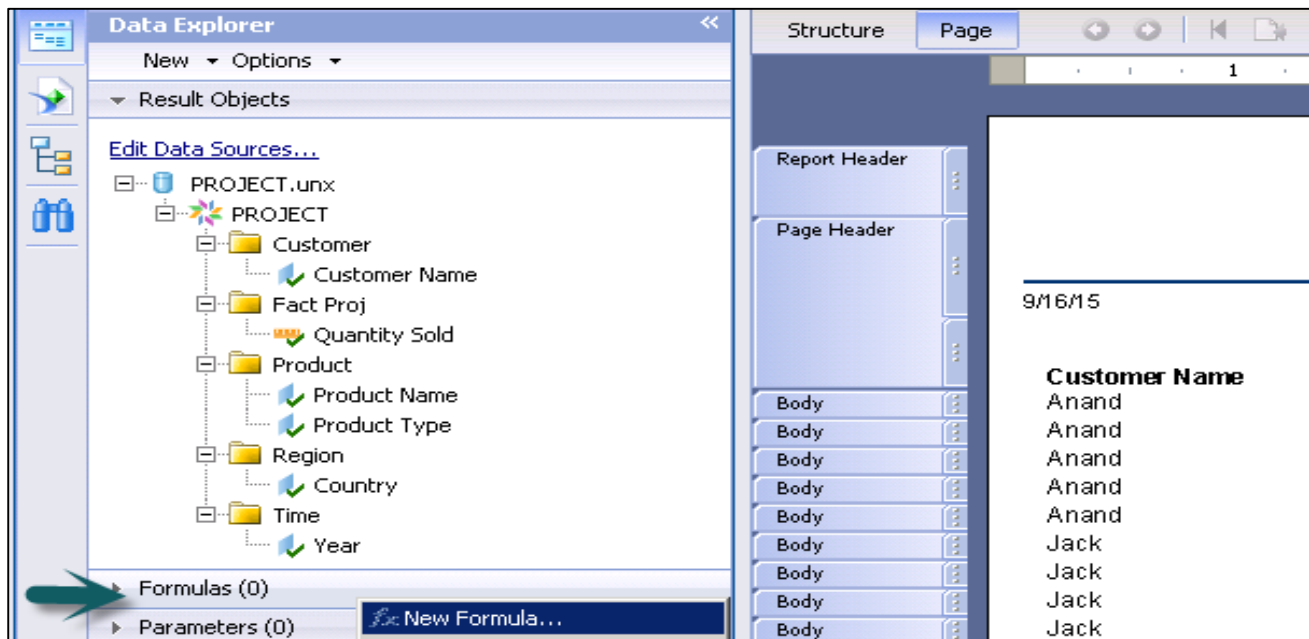 Data Explorer
New Options
Result Objects
Edit Data Sources...
PROJECT.unx
PROJECT
Customer
Customer Name
Fact Proj
Quantity Sold
Product
Product Name
Product Type
Region
Country
Time
Year
Formulas (0)
fx New Formula...
Parameters (0)
Structure Page
1
Report Header
Page Header
9/16/15
Customer Name
Body Anand
Body Anand
Body Anand
Body Anand
Body Anand
Body Jack
Body Jack
Body Jack
Body Jack